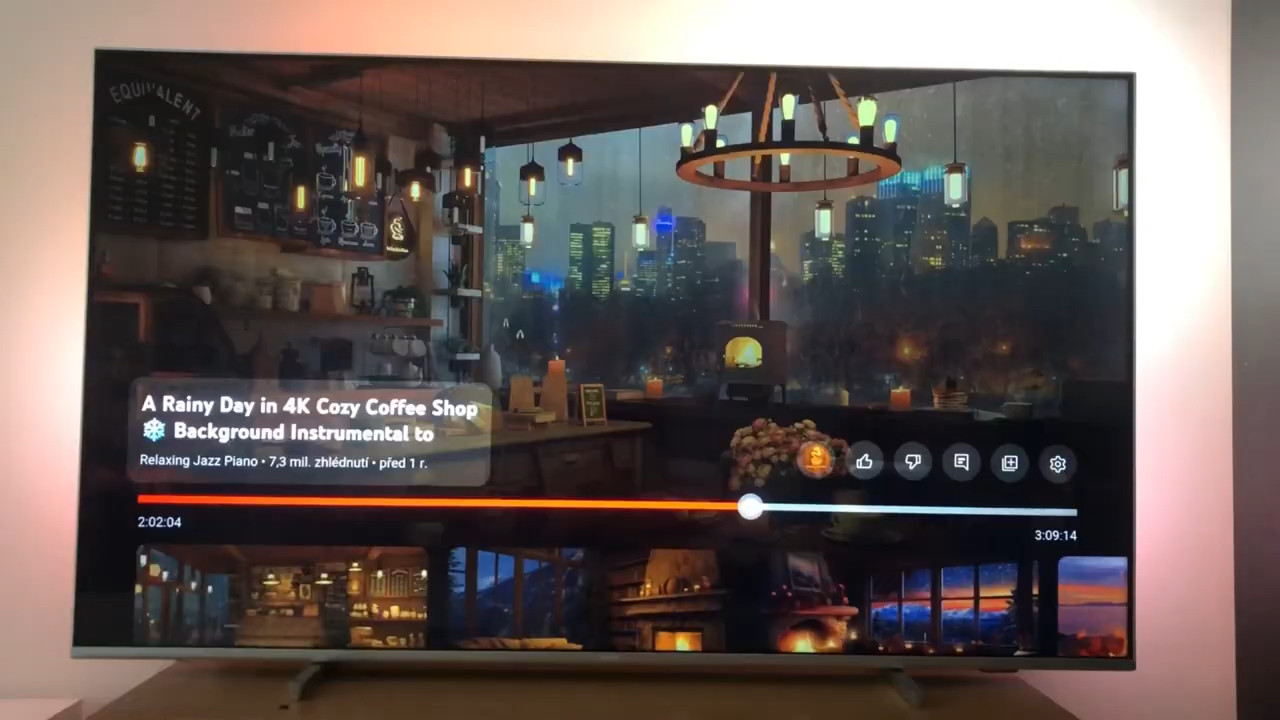 EQUIVALENT
A Rainy Day in 4K Cozy Coffee Shop
❄ Background Instrumental to
Relaxing Jazz Piano • 7,3 mil. zhlédnutí • před 1 r.
2:02:04
3:09:14